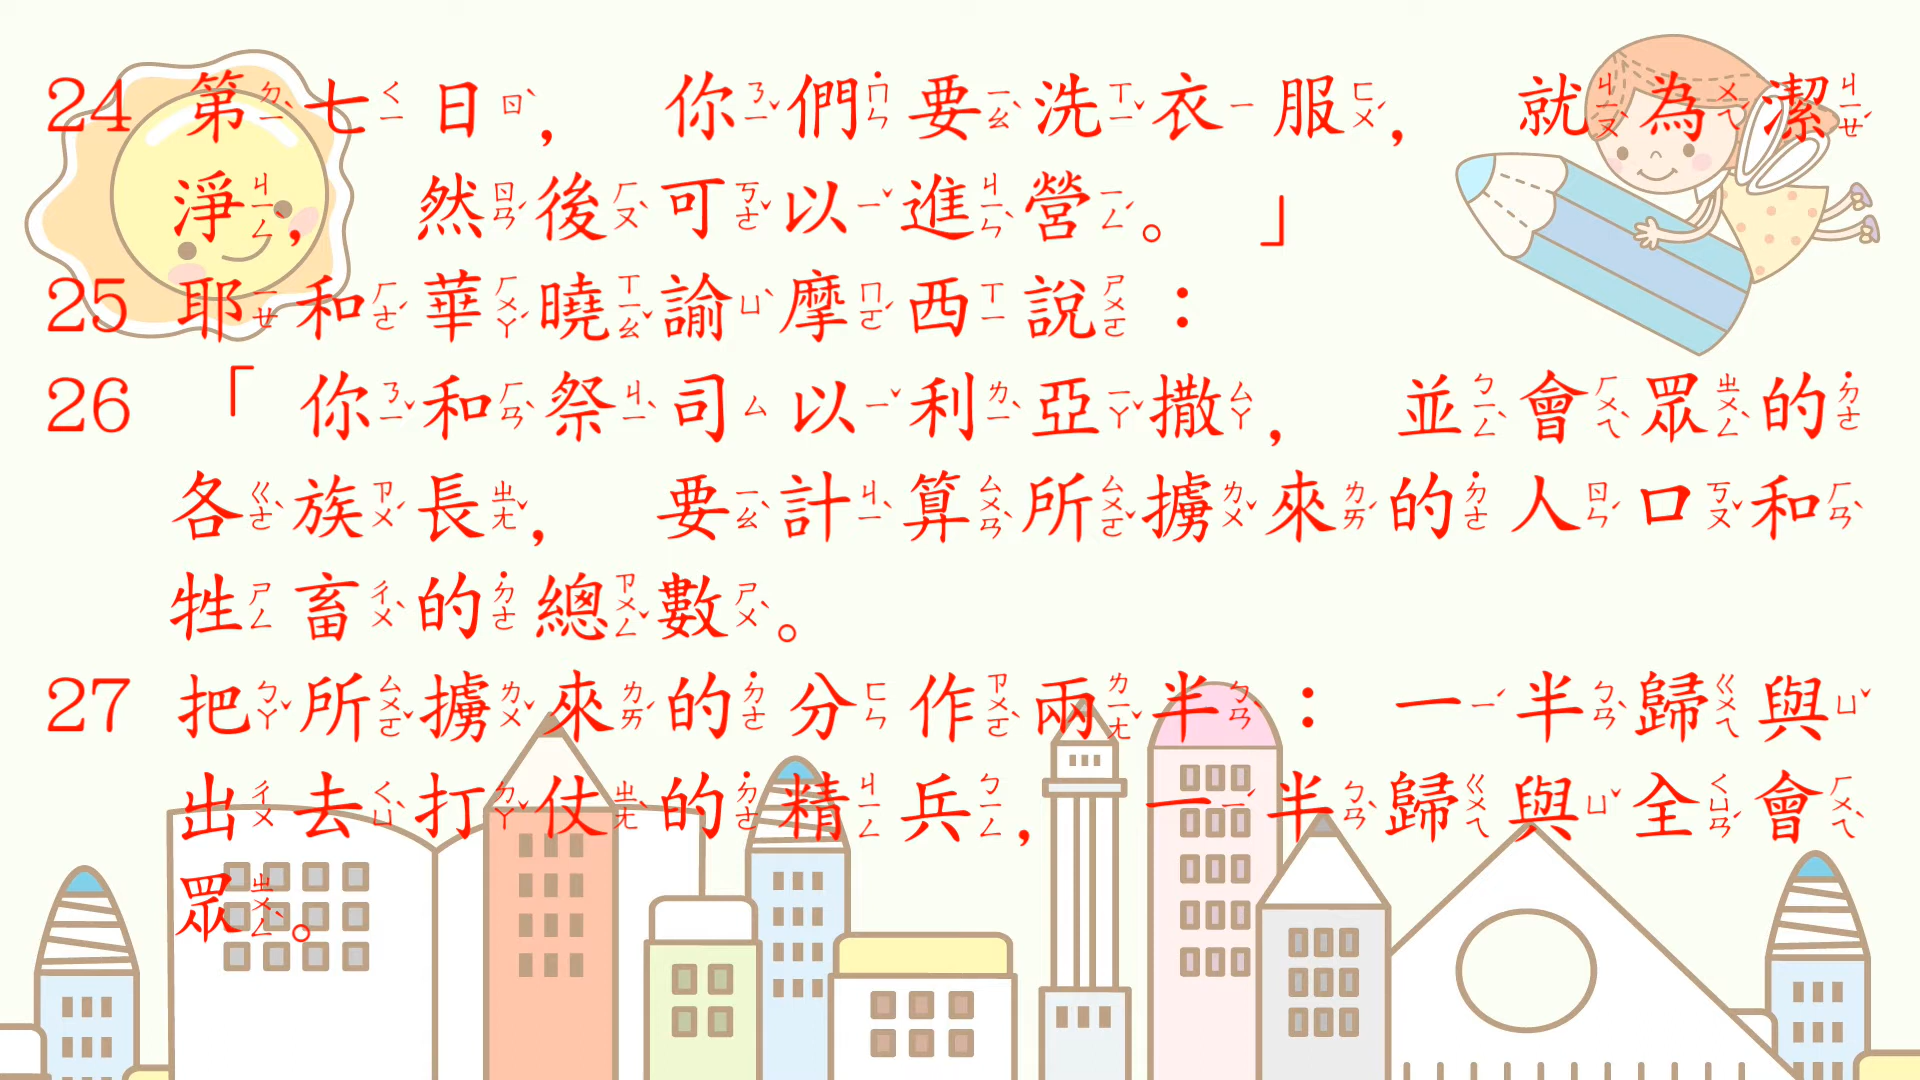 24 第七日，你們要洗衣服，就為潔
淨，然後可以進營。」
25 耶和華曉諭摩西說：
26 「你和祭司以利亞撒，並會眾的
各族長，要計算所擄來的人口和
牲畜的總數。
27 把所擄來的分作兩半：一半歸與
出去打仗的精兵，一半歸與全會
眾。